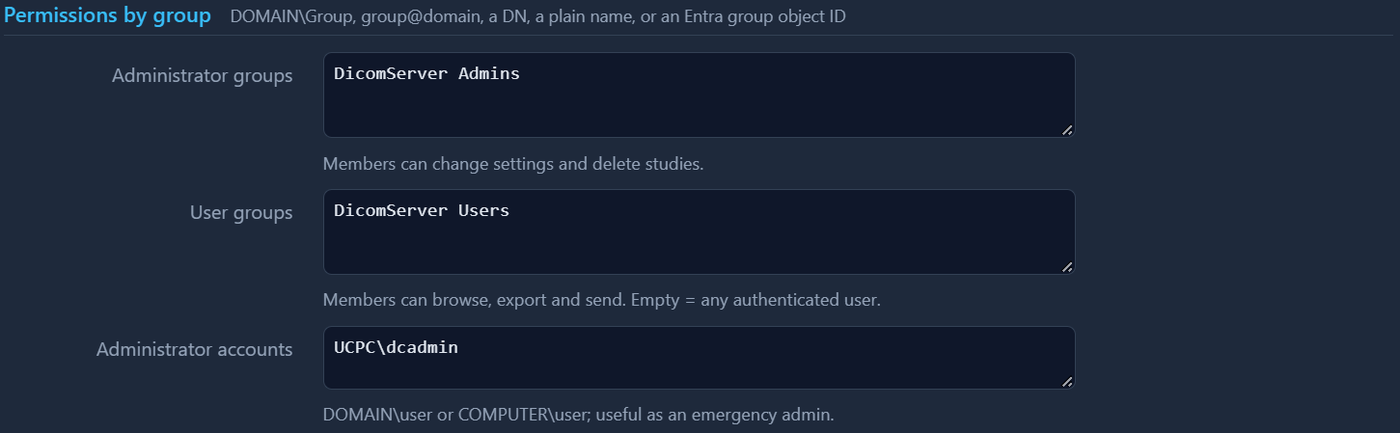 Permissions by group DOMAIN\Group, group@domain, a DN, a plain name, or an Entra group object ID
Administrator groups
DicomServer Admins
Members can change settings and delete studies.
User groups
DicomServer Users
Members can browse, export and send. Empty = any authenticated user.
Administrator accounts
UCPC\dcadmin
DOMAIN\user or COMPUTER\user; useful as an emergency admin.